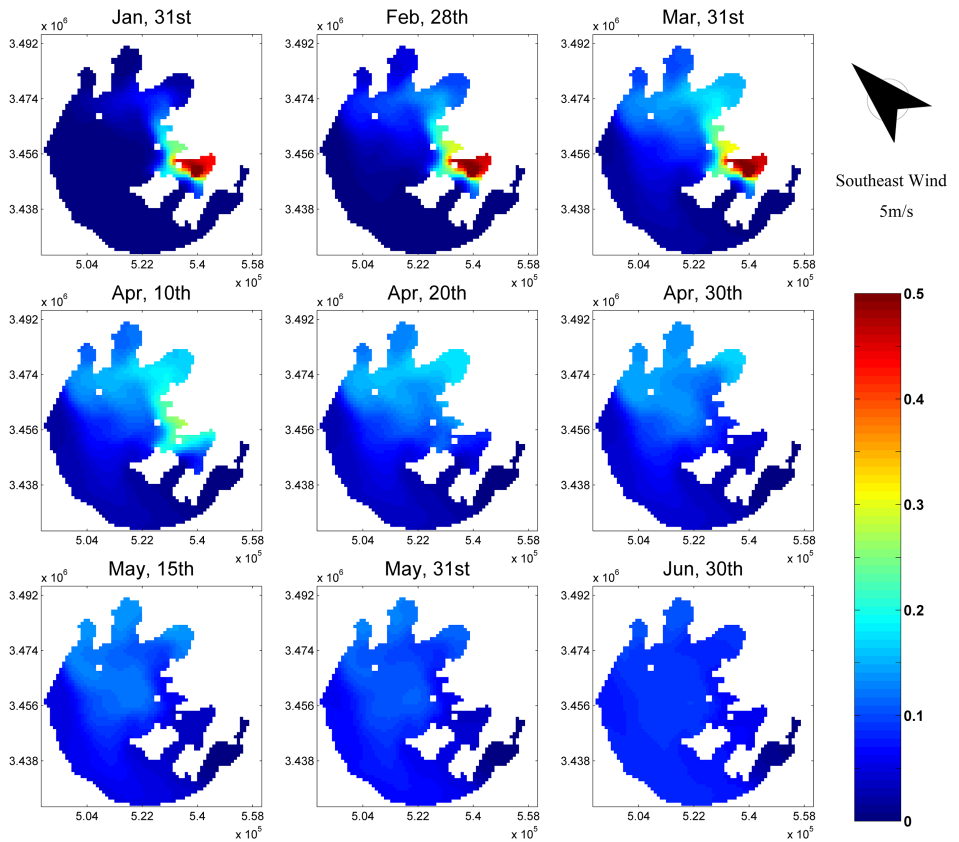 Jan, 31st
Feb, 28th
Mar, 31st
x 10^6
x 10^6
x 10^6
3.492
3.492
3.492
3.474
3.474
3.474
3.456
3.456
3.456
3.438
3.438
3.438
5.04 5.22 5.4 5.58
5.04 5.22 5.4 5.58
5.04 5.22 5.4 5.58
x 10^5
x 10^5
x 10^5
Southeast Wind
5m/s
Apr, 10th
Apr, 20th
Apr, 30th
x 10^6
x 10^6
x 10^6
3.492
3.492
3.492
3.474
3.474
3.474
3.456
3.456
3.456
3.438
3.438
3.438
5.04 5.22 5.4 5.58
5.04 5.22 5.4 5.58
5.04 5.22 5.4 5.58
x 10^5
x 10^5
x 10^5
May, 15th
May, 31st
Jun, 30th
x 10^6
x 10^6
x 10^6
3.492
3.492
3.492
3.474
3.474
3.474
3.456
3.456
3.456
3.438
3.438
3.438
5.04 5.22 5.4 5.58
5.04 5.22 5.4 5.58
5.04 5.22 5.4 5.58
x 10^5
x 10^5
x 10^5
0.5
0.4
0.3
0.2
0.1
0